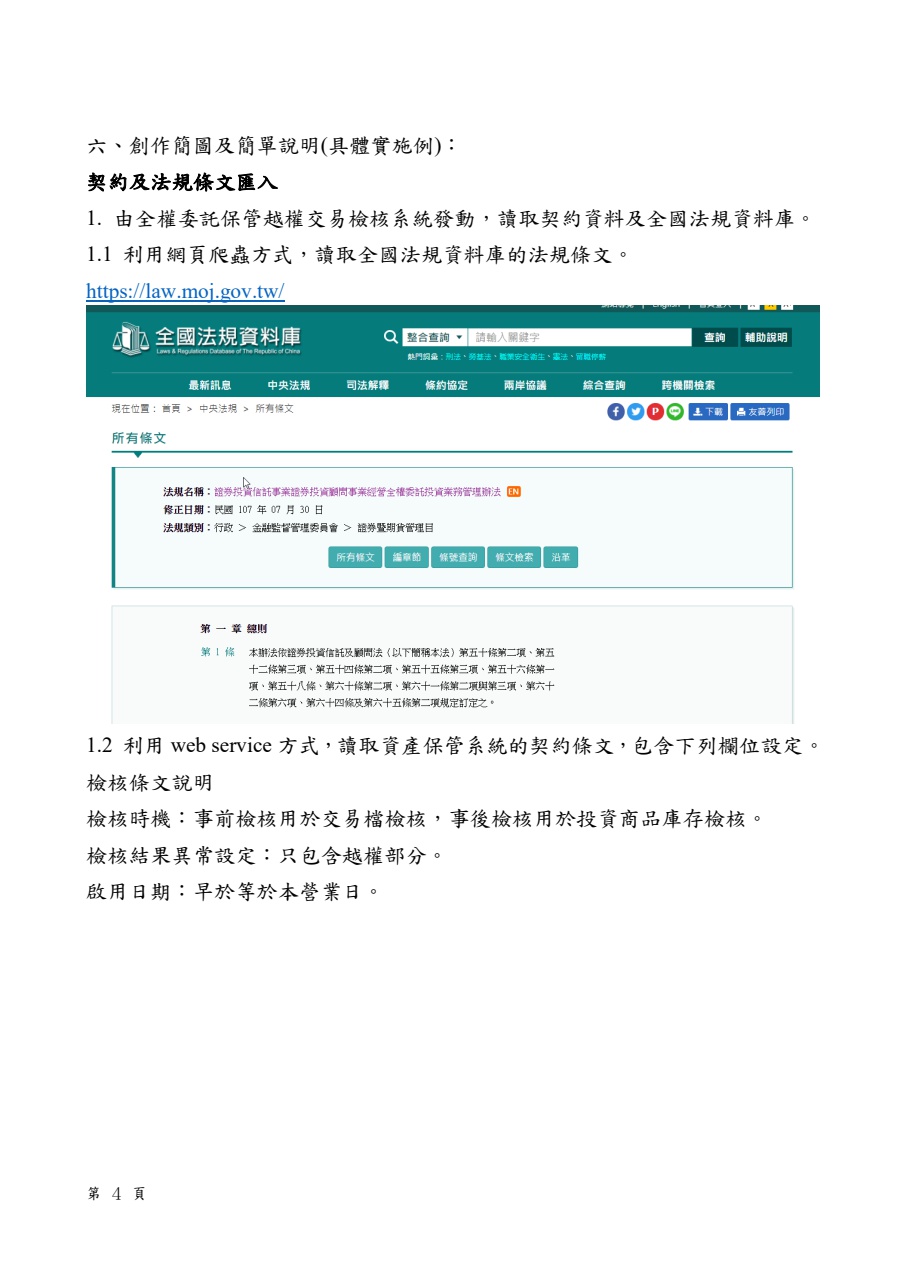 六、創作簡圖及簡單說明(具體實施例)：
契約及法規條文匯入
1. 由全權委託保管越權交易檢核系統發動，讀取契約資料及全國法規資料庫。
1.1 利用網頁爬蟲方式，讀取全國法規資料庫的法規條文。
https://law.moj.gov.tw/
全國法規資料庫
Laws & Regulations Database of The Republic of China
整合查詢 請輸入關鍵字 查詢 輔助說明
熱門詞彙：刑法、勞基法、職業安全衛生、憲法、留職停薪
最新訊息 中央法規 司法解釋 條約協定 兩岸協議 綜合查詢 跨機關檢索
現在位置： 首頁 > 中央法規 > 所有條文
下載 友善列印
所有條文
法規名稱：證券投資信託事業證券投資顧問事業經營全權委託投資業務管理辦法 EN
修正日期：民國 107 年 07 月 30 日
法規類別：行政 > 金融監督管理委員會 > 證券暨期貨管理目
所有條文 編章節 條號查詢 條文檢索 沿革
第 一 章 總則
第 1 條 本辦法依證券投資信託及顧問法（以下簡稱本法）第五十條第二項、第五
十二條第三項、第五十四條第二項、第五十五條第三項、第五十六條第一
項、第五十八條、第六十條第二項、第六十一條第二項與第三項、第六十
二條第六項、第六十四條及第六十五條第二項規定訂定之。
1.2 利用 web service 方式，讀取資產保管系統的契約條文，包含下列欄位設定。
檢核條文說明
檢核時機：事前檢核用於交易檔檢核，事後檢核用於投資商品庫存檢核。
檢核結果異常設定：只包含越權部分。
啟用日期：早於等於本營業日。
第 4 頁